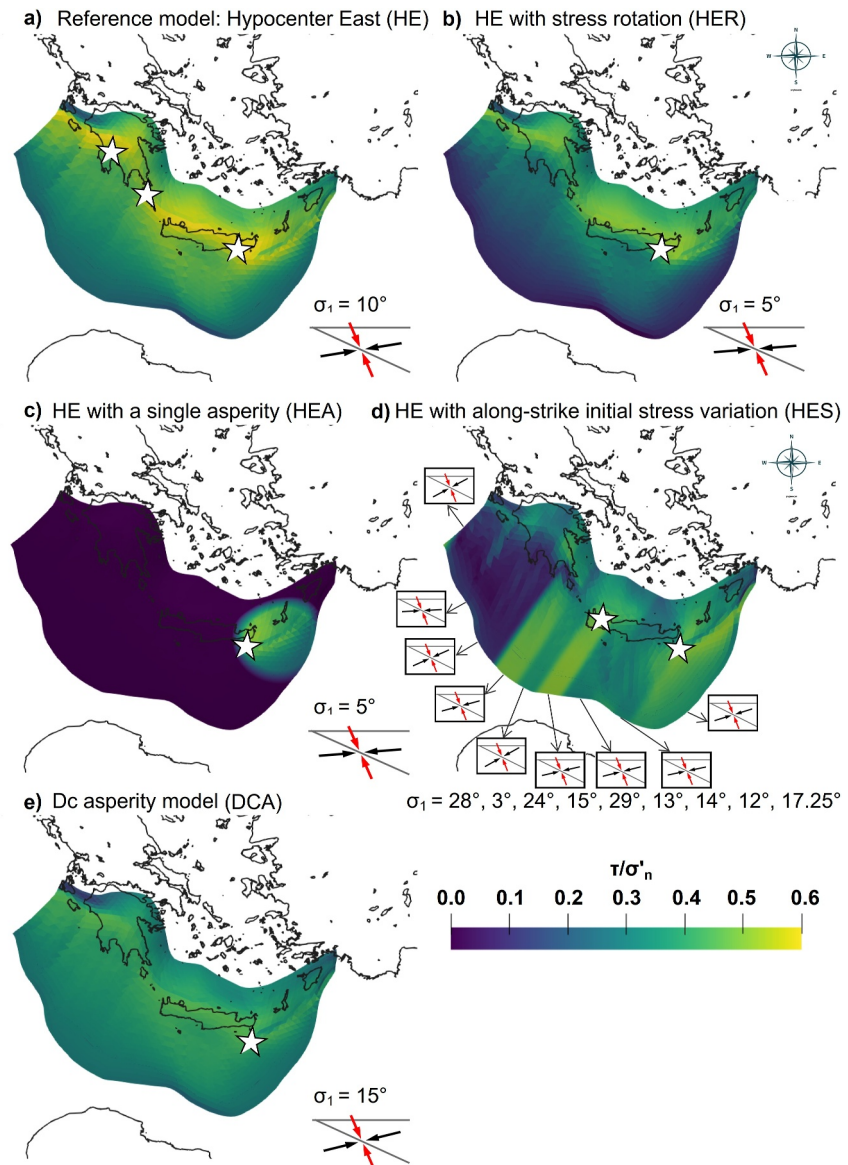 a) Reference model: Hypocenter East (HE)
b) HE with stress rotation (HER)
N
W E
S
σ₁ = 10°
σ₁ = 5°
c) HE with a single asperity (HEA)
d) HE with along-strike initial stress variation (HES)
N
W E
S
σ₁ = 5°
σ₁ = 28°, 3°, 24°, 15°, 29°, 13°, 14°, 12°, 17.25°
e) Dc asperity model (DCA)
τ/σ'ₙ
0.0 0.1 0.2 0.3 0.4 0.5 0.6
σ₁ = 15°